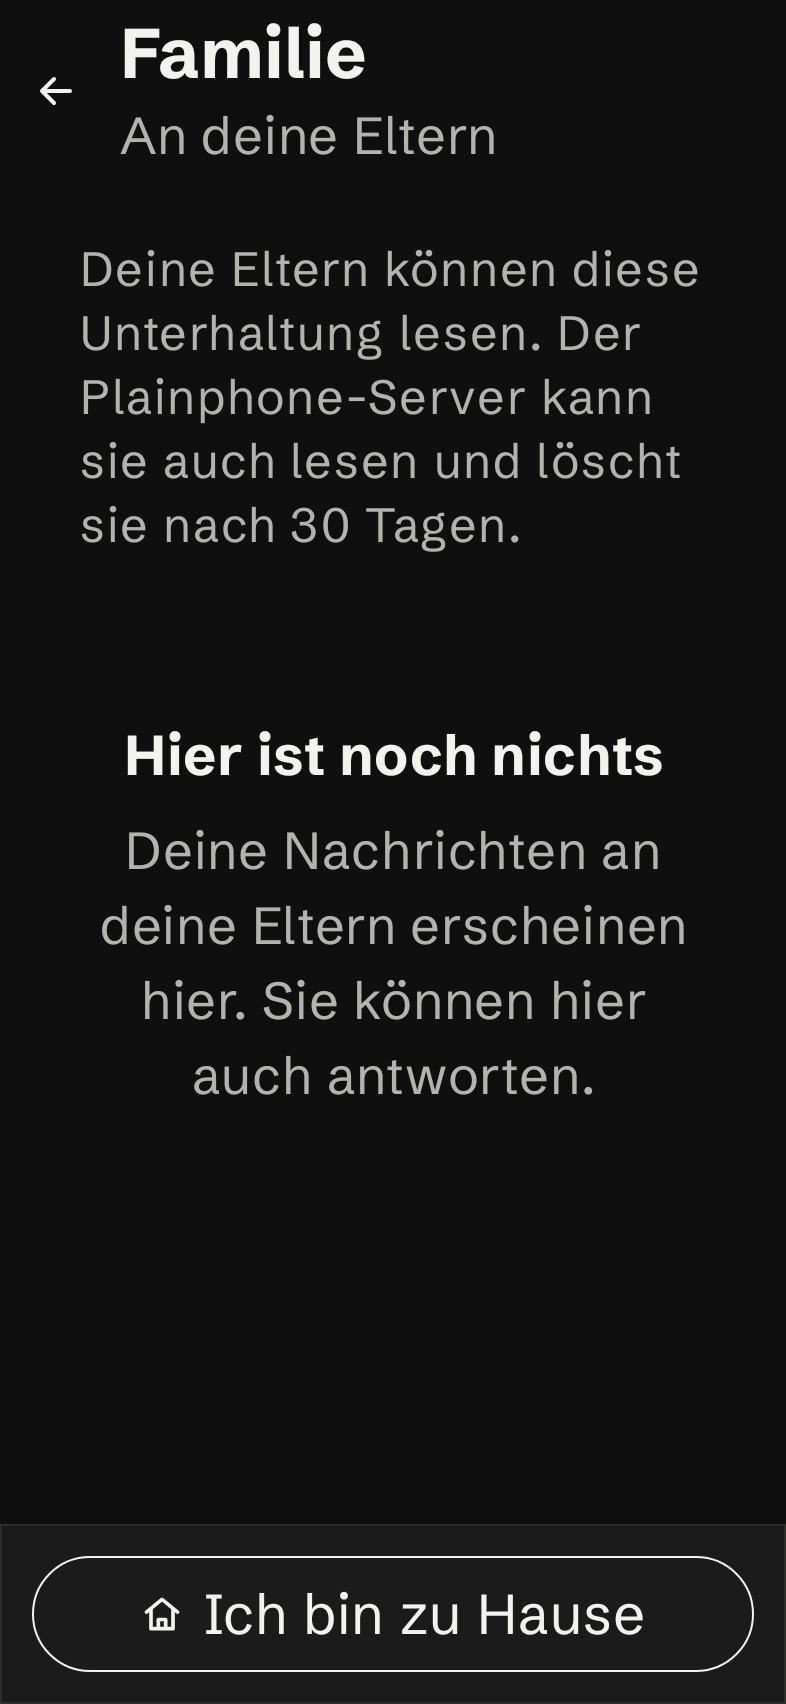 Familie
An deine Eltern
Deine Eltern können diese
Unterhaltung lesen. Der
Plainphone-Server kann
sie auch lesen und löscht
sie nach 30 Tagen.
Hier ist noch nichts
Deine Nachrichten an
deine Eltern erscheinen
hier. Sie können hier
auch antworten.
Ich bin zu Hause